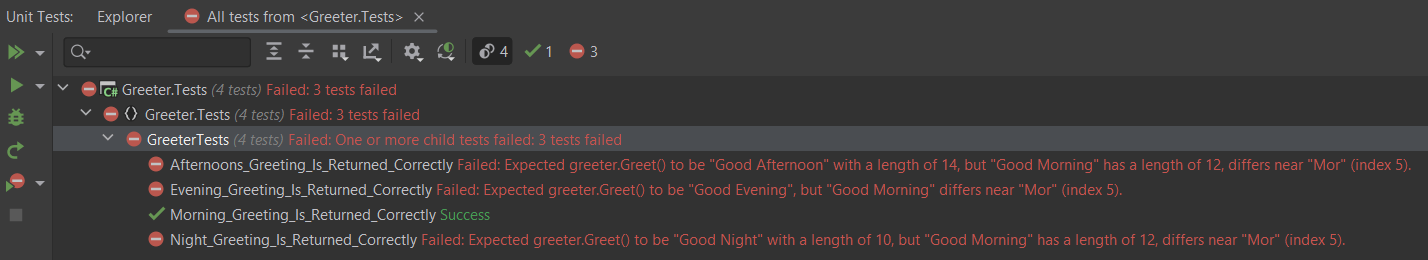 Unit Tests: Explorer All tests from <Greeter.Tests>
4 1 3
C# Greeter.Tests (4 tests) Failed: 3 tests failed
Greeter.Tests (4 tests) Failed: 3 tests failed
GreeterTests (4 tests) Failed: One or more child tests failed: 3 tests failed
Afternoons_Greeting_Is_Returned_Correctly Failed: Expected greeter.Greet() to be "Good Afternoon" with a length of 14, but "Good Morning" has a length of 12, differs near "Mor" (index 5).
Evening_Greeting_Is_Returned_Correctly Failed: Expected greeter.Greet() to be "Good Evening", but "Good Morning" differs near "Mor" (index 5).
Morning_Greeting_Is_Returned_Correctly Success
Night_Greeting_Is_Returned_Correctly Failed: Expected greeter.Greet() to be "Good Night" with a length of 10, but "Good Morning" has a length of 12, differs near "Mor" (index 5).